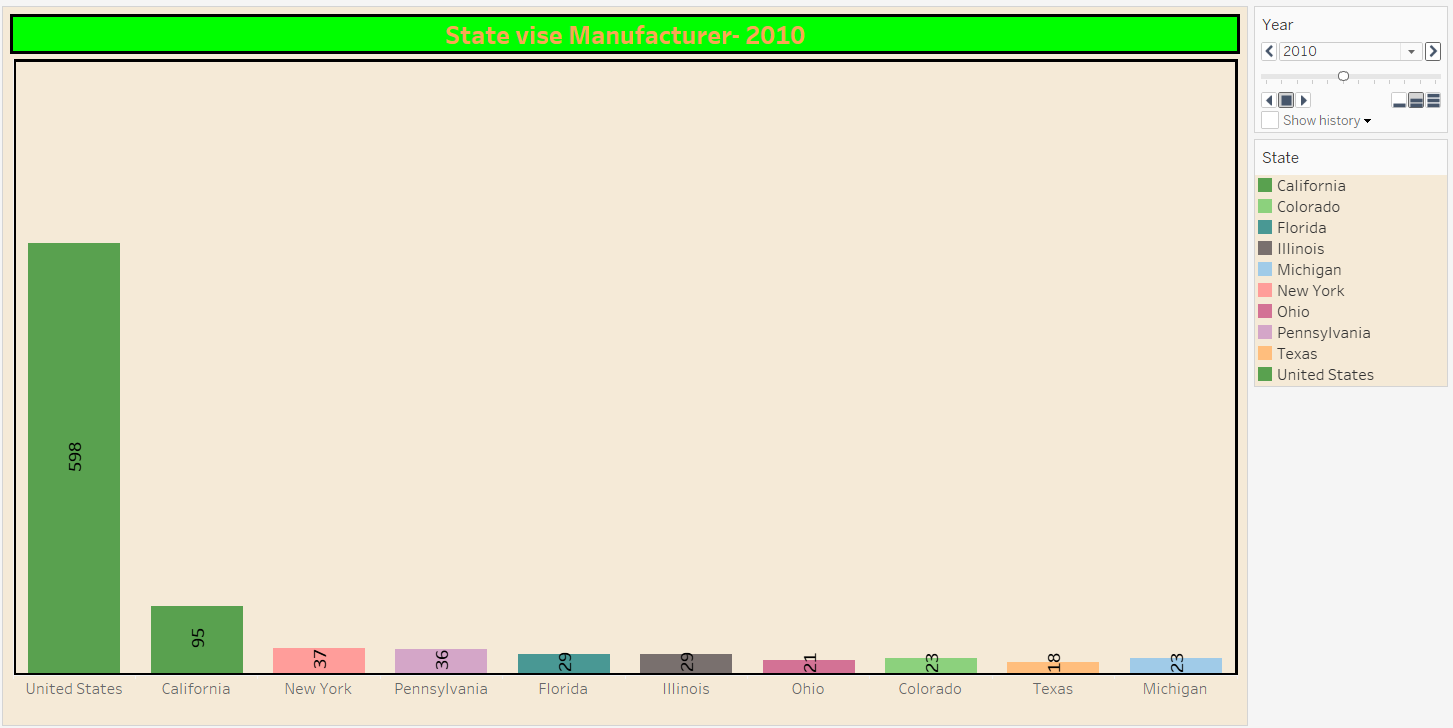 State vise Manufacturer- 2010
598
95
37
36
29
29
21
23
18
23
United States
California
New York
Pennsylvania
Florida
Illinois
Ohio
Colorado
Texas
Michigan
Year
2010
Show history
State
California
Colorado
Florida
Illinois
Michigan
New York
Ohio
Pennsylvania
Texas
United States